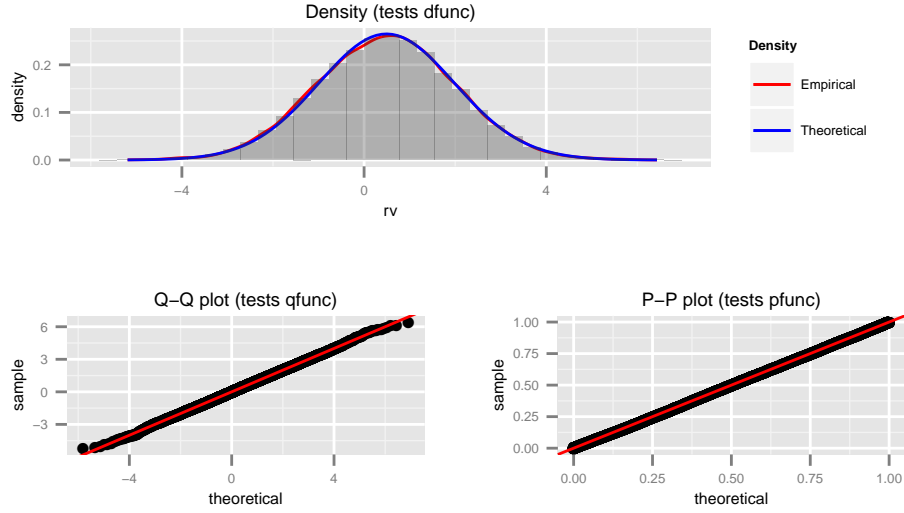 Density (tests dfunc)
density
0.2
0.1
0.0
−4
0
4
rv
Density
Empirical
Theoretical
Q−Q plot (tests qfunc)
sample
6
3
0
−3
−4
0
4
theoretical
P−P plot (tests pfunc)
sample
1.00
0.75
0.50
0.25
0.00
0.00
0.25
0.50
0.75
1.00
theoretical